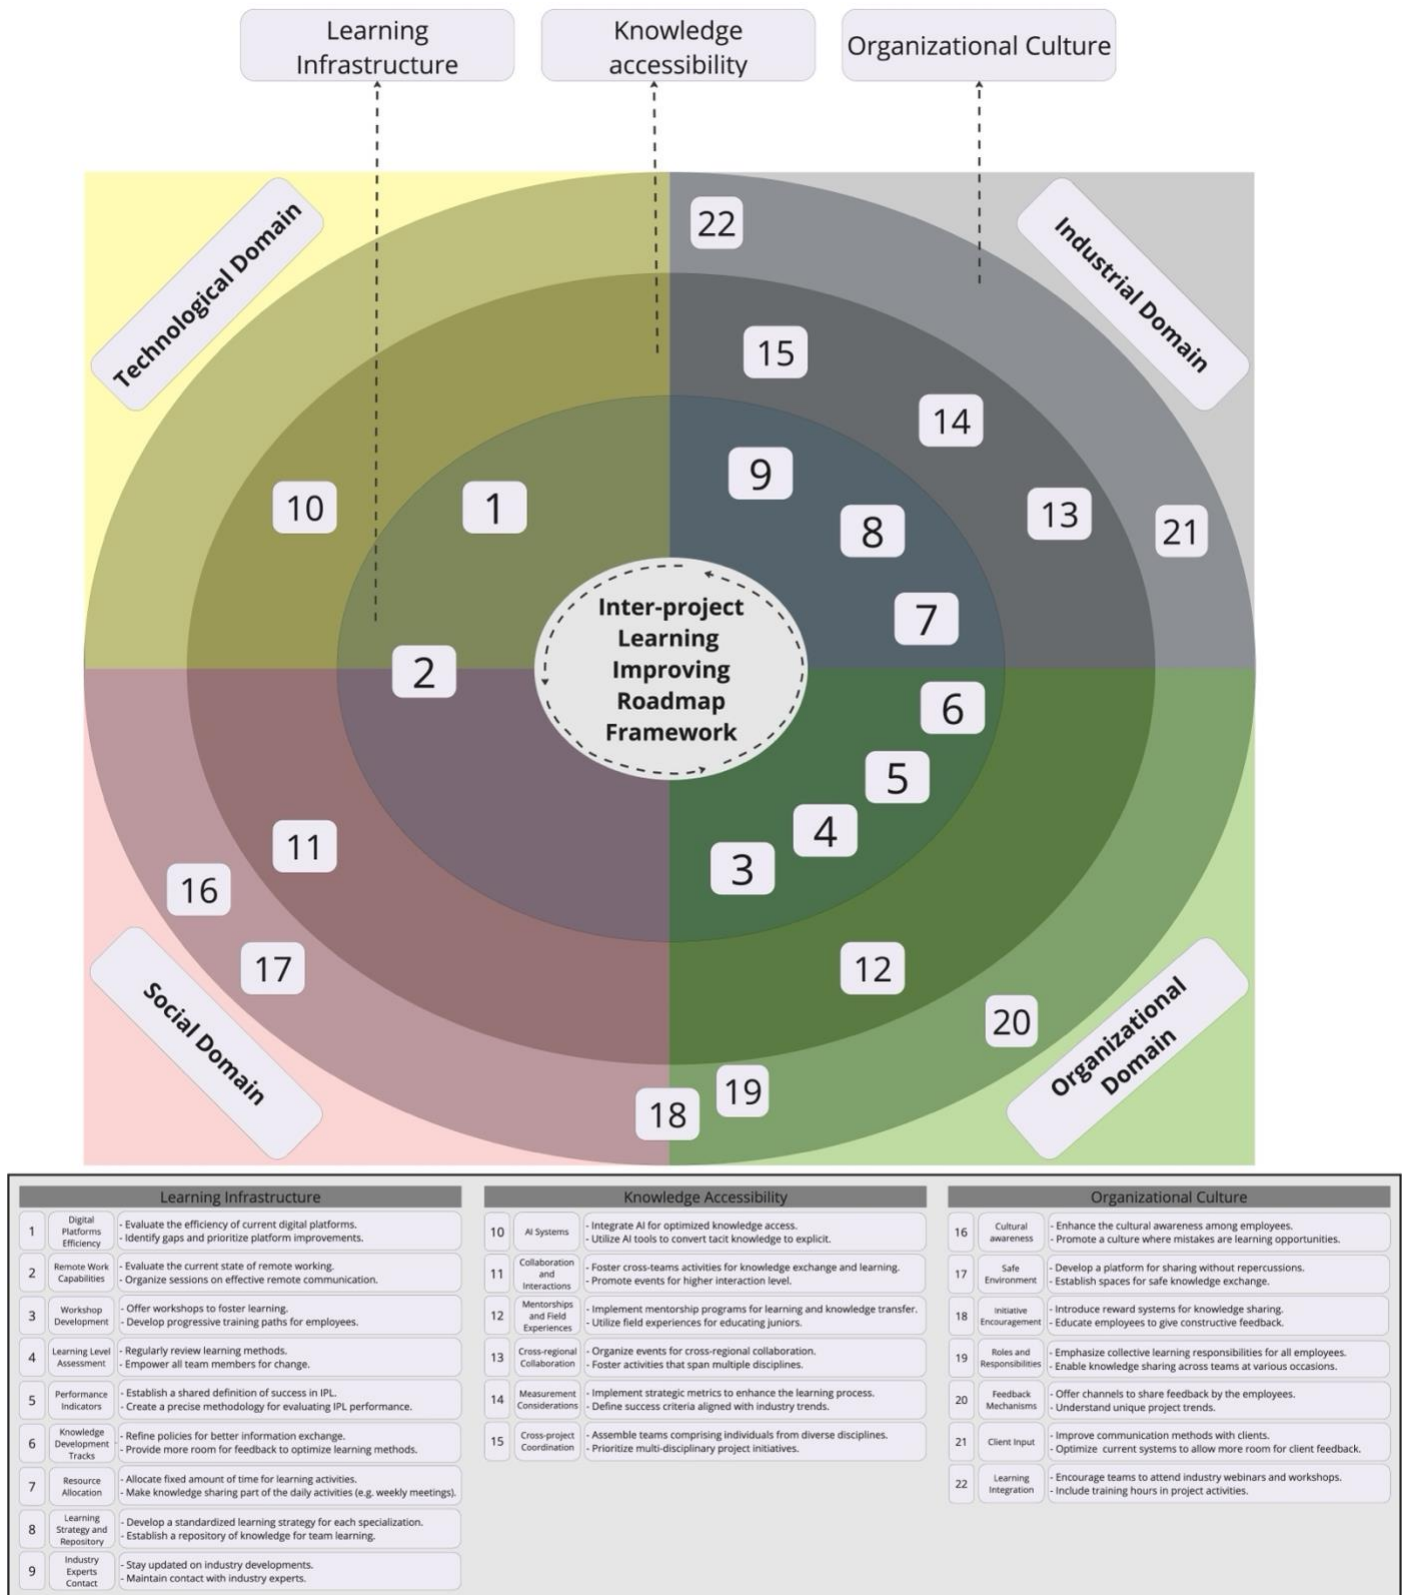 Learning
Infrastructure
Knowledge
accessibility
Organizational Culture
Technological Domain
Industrial Domain
22
15
14
9
10
1
13
8
21
7
Inter-project
Learning
Improving
Roadmap
Framework
2
6
5
4
11
3
16
17
12
20
19
18
Social Domain
Organizational
Domain
Learning Infrastructure
1
Digital
Platforms
Efficiency
- Evaluate the efficiency of current digital platforms.
- Identify gaps and prioritize platform improvements.
2
Remote Work
Capabilities
- Evaluate the current state of remote working.
- Organize sessions on effective remote communication.
3
Workshop
Development
- Offer workshops to foster learning.
- Develop progressive training paths for employees.
4
Learning Level
Assessment
- Regularly review learning methods.
- Empower all team members for change.
5
Performance
Indicators
- Establish a shared definition of success in IPL.
- Create a precise methodology for evaluating IPL performance.
6
Knowledge
Development
Tracks
- Refine policies for better information exchange.
- Provide more room for feedback to optimize learning methods.
7
Resource
Allocation
- Allocate fixed amount of time for learning activities.
- Make knowledge sharing part of the daily activities (e.g. weekly meetings).
8
Learning
Strategy and
Repository
- Develop a standardized learning strategy for each specialization.
- Establish a repository of knowledge for team learning.
9
Industry
Experts
Contact
- Stay updated on industry developments.
- Maintain contact with industry experts.
Knowledge Accessibility
10
AI Systems
- Integrate AI for optimized knowledge access.
- Utilize AI tools to convert tacit knowledge to explicit.
11
Collaboration
and
Interactions
- Foster cross-teams activities for knowledge exchange and learning.
- Promote events for higher interaction level.
12
Mentorships
and Field
Experiences
- Implement mentorship programs for learning and knowledge transfer.
- Utilize field experiences for educating juniors.
13
Cross-regional
Collaboration
- Organize events for cross-regional collaboration.
- Foster activities that span multiple disciplines.
14
Measurement
Considerations
- Implement strategic metrics to enhance the learning process.
- Define success criteria aligned with industry trends.
15
Cross-project
Coordination
- Assemble teams comprising individuals from diverse disciplines.
- Prioritize multi-disciplinary project initiatives.
Organizational Culture
16
Cultural
awareness
- Enhance the cultural awareness among employees.
- Promote a culture where mistakes are learning opportunities.
17
Safe
Environment
- Develop a platform for sharing without repercussions.
- Establish spaces for safe knowledge exchange.
18
Initiative
Encouragement
- Introduce reward systems for knowledge sharing.
- Educate employees to give constructive feedback.
19
Roles and
Responsibilities
- Emphasize collective learning responsibilities for all employees.
- Enable knowledge sharing across teams at various occasions.
20
Feedback
Mechanisms
- Offer channels to share feedback by the employees.
- Understand unique project trends.
21
Client Input
- Improve communication methods with clients.
- Optimize current systems to allow more room for client feedback.
22
Learning
Integration
- Encourage teams to attend industry webinars and workshops.
- Include training hours in project activities.